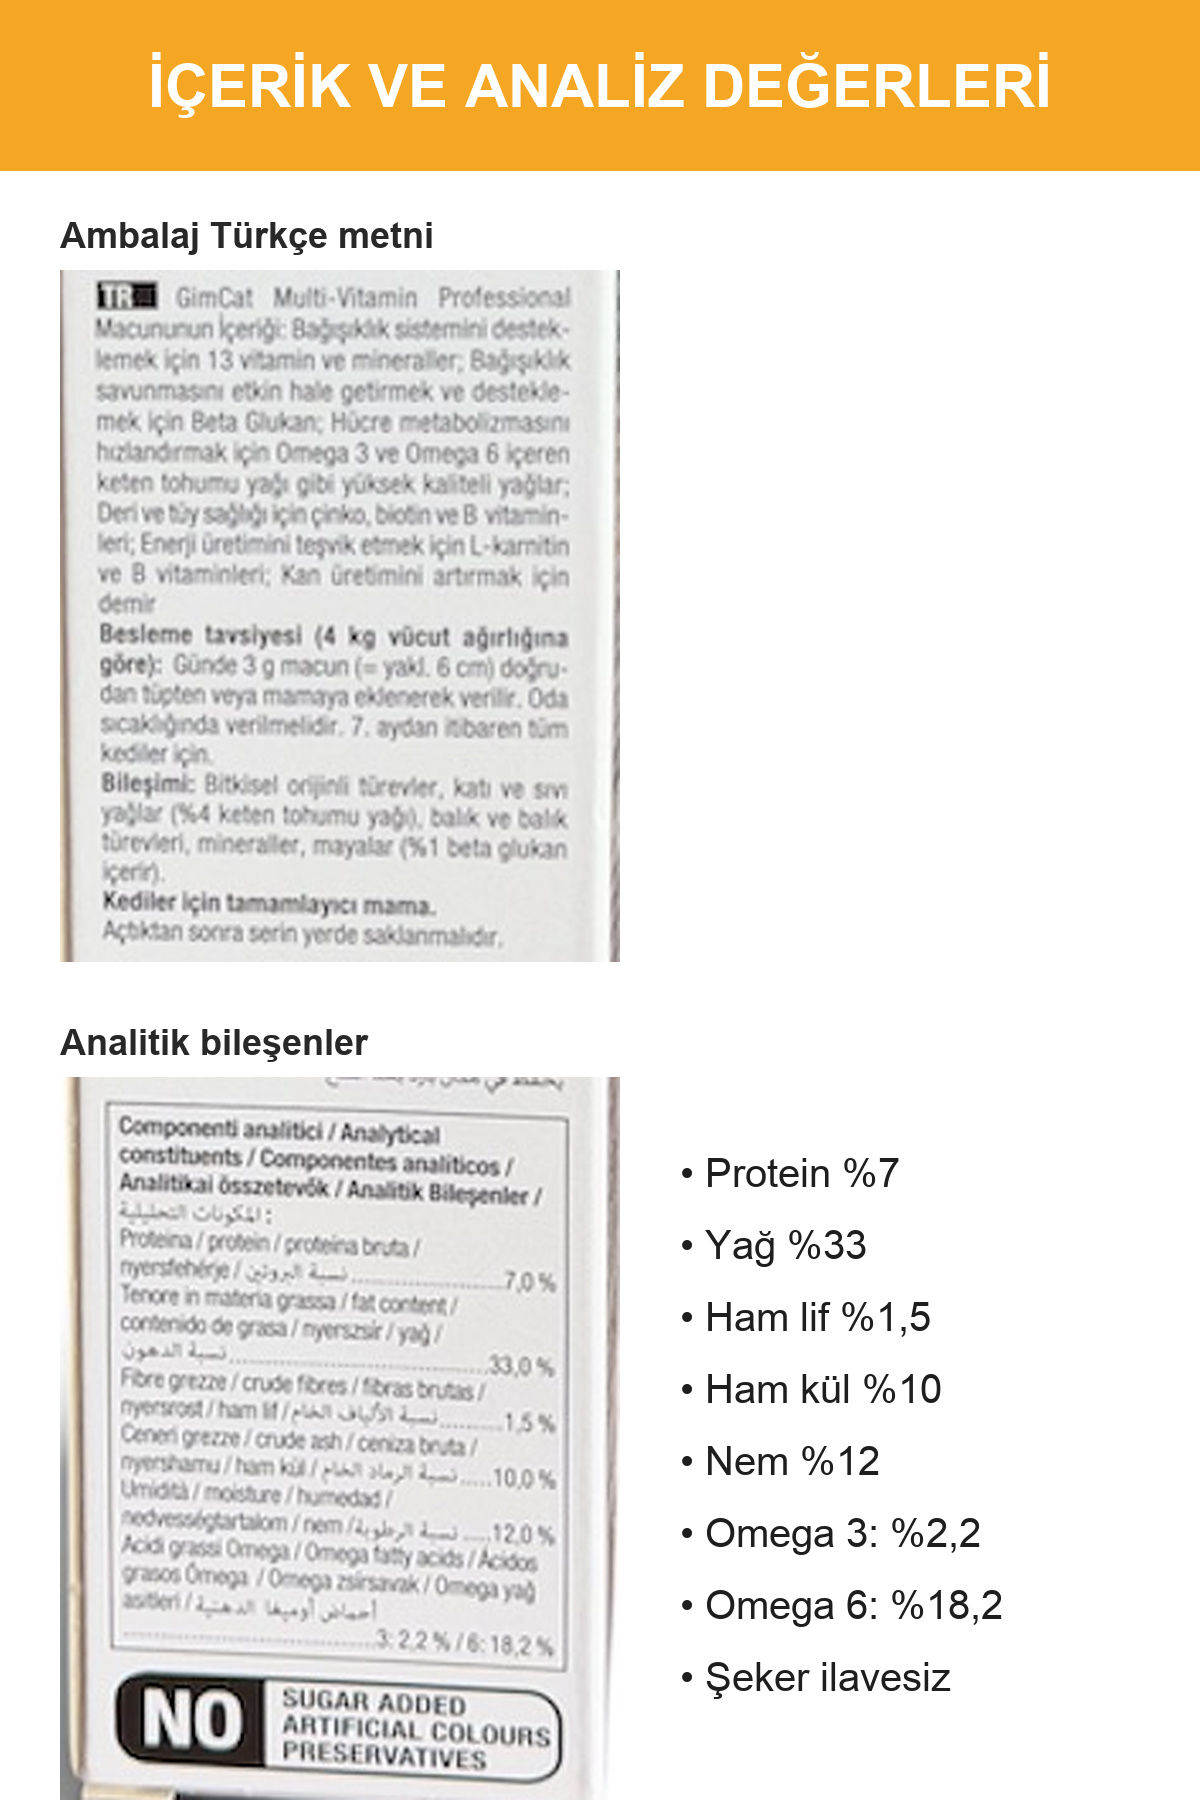 İÇERİK VE ANALİZ DEĞERLERİ
Ambalaj Türkçe metni
TR GimCat Multi-Vitamin Professional
Macununun İçeriği: Bağışıklık sistemini destek-
lemek için 13 vitamin ve mineraller; Bağışıklık
savunmasını etkin hale getirmek ve destekle-
mek için Beta Glukan; Hücre metabolizmasını
hızlandırmak için Omega 3 ve Omega 6 içeren
keten tohumu yağı gibi yüksek kaliteli yağlar;
Deri ve tüy sağlığı için çinko, biotin ve B vitamin-
leri; Enerji üretimini teşvik etmek için L-karnitin
ve B vitaminleri; Kan üretimini artırmak için
demir
Besleme tavsiyesi (4 kg vücut ağırlığına
göre): Günde 3 g macun (= yakl. 6 cm) doğru-
dan tüpten veya mamaya eklenerek verilir. Oda
sıcaklığında verilmelidir. 7. aydan itibaren tüm
kediler için.
Bileşimi: Bitkisel orijinli türevler, katı ve sıvı
yağlar (%4 keten tohumu yağı), balık ve balık
türevleri, mineraller, mayalar (%1 beta glukan
içerir).
Kediler için tamamlayıcı mama.
Açtıktan sonra serin yerde saklanmalıdır.
Analitik bileşenler
Componenti analitici / Analytical
constituents / Componentes analíticos /
Analitikai összetevők / Analitik Bileşenler /
المكونات التحليلية :
Proteina / protein / proteina bruta /
nyersfehérje / نسبة البروتين ..................7,0 %
Tenore in materia grassa / fat content /
contenido de grasa / nyerszsír / yağ /
نسبة الدهون ..............................33,0 %
Fibre grezze / crude fibres / fibras brutas /
nyersrost / ham lif / نسبة الألياف الخام .........1,5 %
Ceneri grezze / crude ash / ceniza bruta /
nyershamu / ham kül / نسبة الرماد الخام .....10,0 %
Umidità / moisture / humedad /
nedvességtartalom / nem / نسبة الرطوبة ....12,0 %
Acidi grassi Omega / Omega fatty acids / Ácidos
grasos Omega / Omega zsírsavak / Omega yağ
asitleri / أحماض أوميغا الدهنية
..............................3: 2,2 % / 6: 18,2 %
NO
SUGAR ADDED
ARTIFICIAL COLOURS
PRESERVATIVES
• Protein %7
• Yağ %33
• Ham lif %1,5
• Ham kül %10
• Nem %12
• Omega 3: %2,2
• Omega 6: %18,2
• Şeker ilavesiz